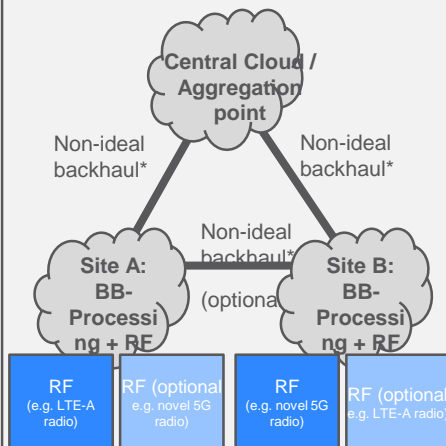 Central Cloud /
Aggregation
point
Non-ideal
backhaul*
Non-ideal
backhaul*
Non-ideal
backhaul*
(optional
Site A:
BB-
Processi
ng + RF
Site B:
BB-
Processi
ng + RF
RF
(e.g. LTE-A
radio)
RF (optional
e.g. novel 5G
radio)
RF
(e.g. novel 5G
radio)
RF (optional
e.g. LTE-A radio)